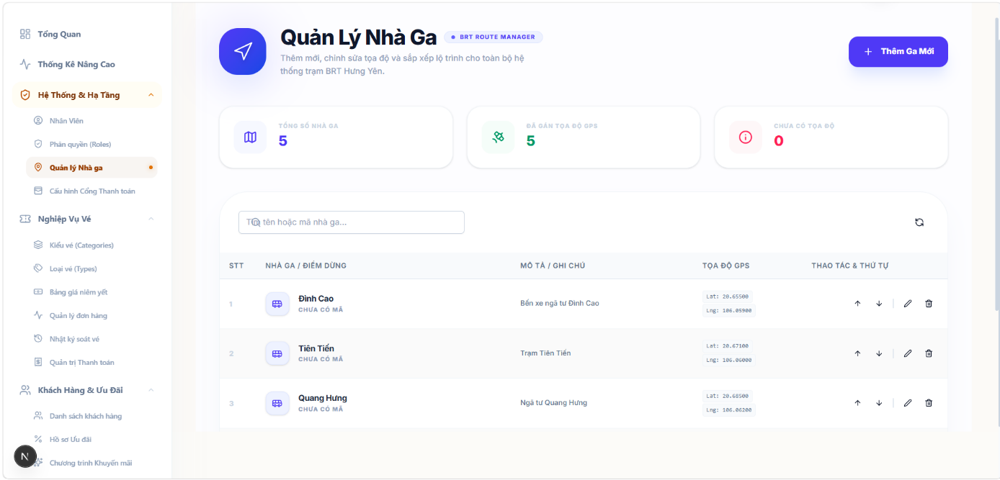 Tổng Quan
Thống Kê Nâng Cao
Hệ Thống & Hạ Tầng
Nhân Viên
Phân quyền (Roles)
Quản lý Nhà ga
Cấu hình Cổng Thanh toán
Nghiệp Vụ Vé
Kiểu vé (Categories)
Loại vé (Types)
Bảng giá niêm yết
Quản lý đơn hàng
Nhật ký soát vé
Quản trị Thanh toán
Khách Hàng & Ưu Đãi
Danh sách khách hàng
Hồ sơ Ưu đãi
Chương trình Khuyến mãi
N
Quản Lý Nhà Ga
BRT ROUTE MANAGER
Thêm mới, chỉnh sửa tọa độ và sắp xếp lộ trình cho toàn bộ hệ
thống trạm BRT Hưng Yên.
+ Thêm Ga Mới
TỔNG SỐ NHÀ GA
5
ĐÃ GÁN TỌA ĐỘ GPS
5
CHƯA CÓ TỌA ĐỘ
0
Tìm tên hoặc mã nhà ga...
STT NHÀ GA / ĐIỂM DỪNG MÔ TẢ / GHI CHÚ TỌA ĐỘ GPS THAO TÁC & THỨ TỰ
1 Đình Cao Bến xe ngã tư Đình Cao Lat: 20.65500
CHƯA CÓ MÃ Lng: 106.05900
2 Tiên Tiến Trạm Tiên Tiến Lat: 20.67100
CHƯA CÓ MÃ Lng: 106.06000
3 Quang Hưng Ngã tư Quang Hưng Lat: 20.68500
CHƯA CÓ MÃ Lng: 106.06200